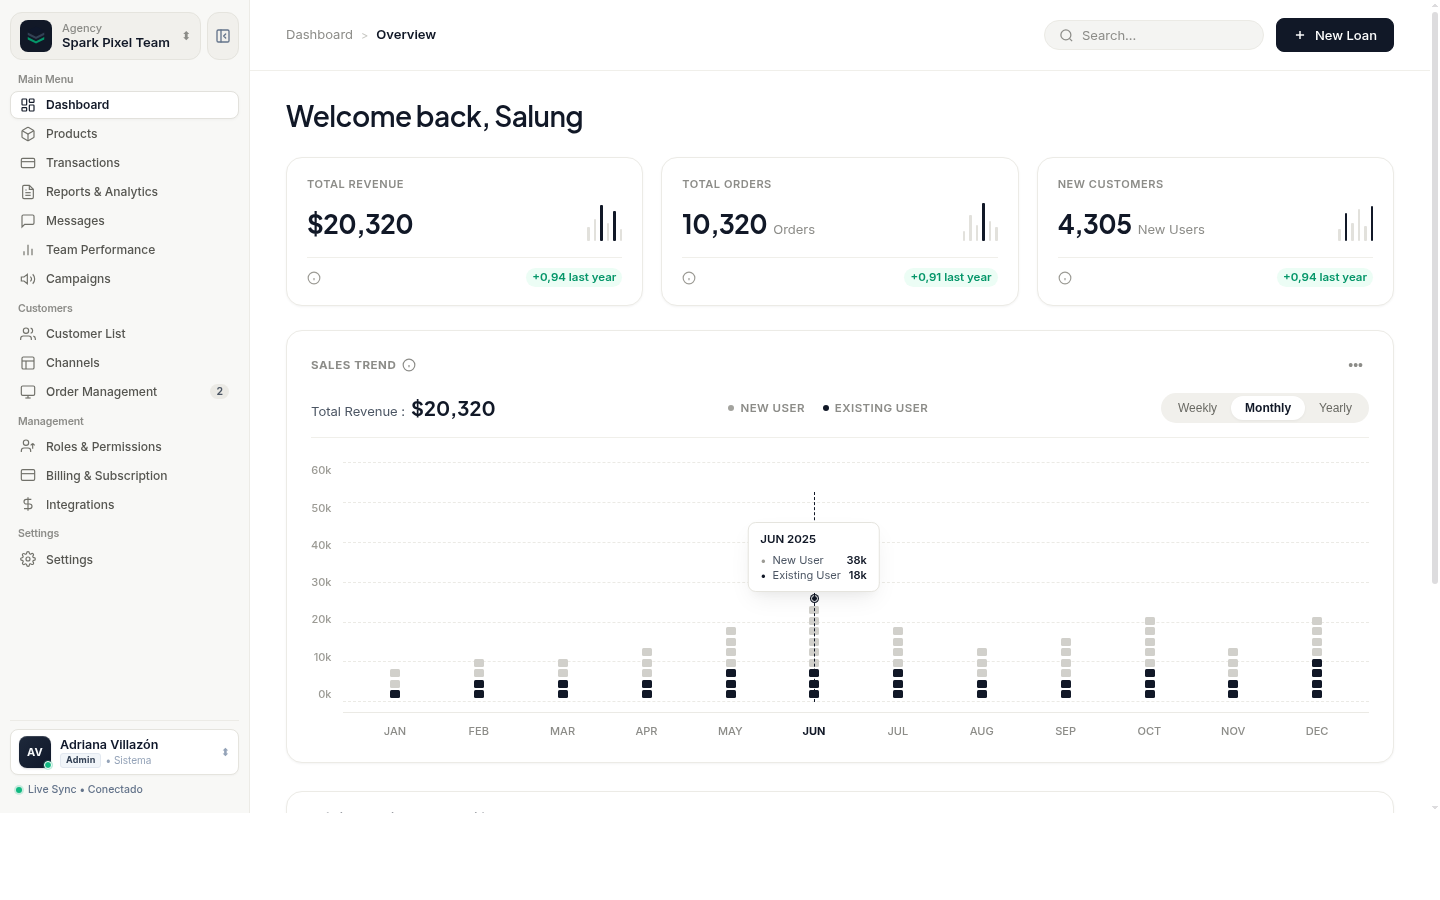 Agency
Spark Pixel Team
Main Menu
Dashboard
Products
Transactions
Reports & Analytics
Messages
Team Performance
Campaigns
Customers
Customer List
Channels
Order Management 2
Management
Roles & Permissions
Billing & Subscription
Integrations
Settings
Settings
AV
Adriana Villazón
Admin • Sistema
Live Sync • Conectado
Dashboard > Overview
Search...
+ New Loan
Welcome back, Salung
TOTAL REVENUE
$20,320
+0,94 last year
TOTAL ORDERS
10,320 Orders
+0,91 last year
NEW CUSTOMERS
4,305 New Users
+0,94 last year
SALES TREND
•••
Total Revenue : $20,320
NEW USER EXISTING USER
Weekly Monthly Yearly
60k
50k
40k
30k
20k
10k
0k
JUN 2025
• New User 38k
• Existing User 18k
JAN FEB MAR APR MAY JUN JUL AUG SEP OCT NOV DEC